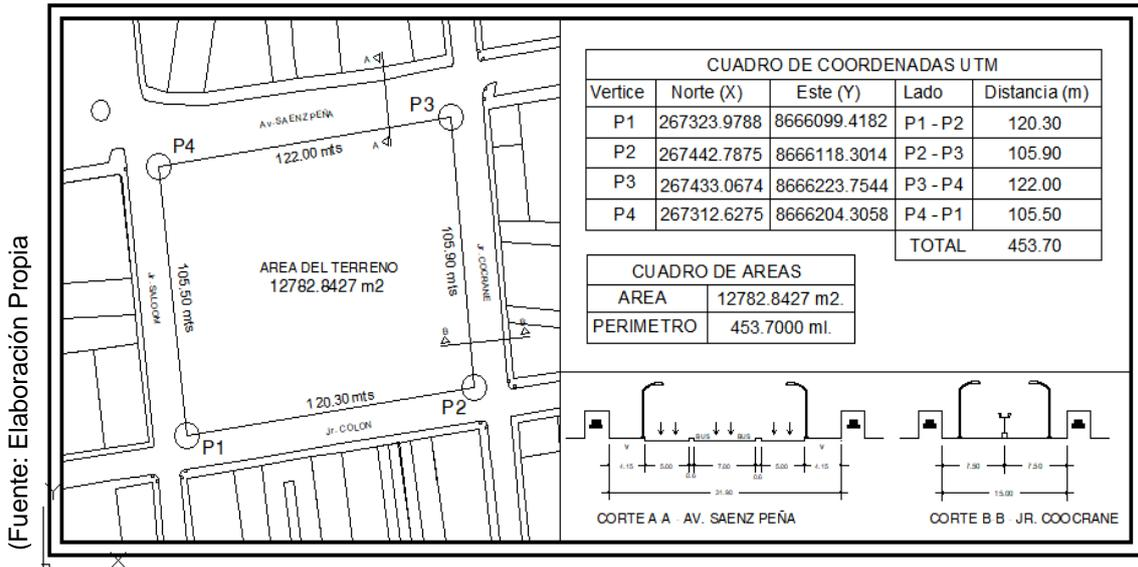 (Fuente: Elaboración Propia
A
A
Av. SAENZ PEÑA
P3
P4
122.00 mts
AREA DEL TERRENO
12782.8427 m2
105.50 mts
Jr. SALOOM
105.90 mts
Jr. COCRANE
B
B
120.30 mts
P2
P1
Jr. COLON
CUADRO DE COORDENADAS UTM
Vertice Norte (X) Este (Y) Lado Distancia (m)
P1 267323.9788 8666099.4182 P1 - P2 120.30
P2 267442.7875 8666118.3014 P2 - P3 105.90
P3 267433.0674 8666223.7544 P3 - P4 122.00
P4 267312.6275 8666204.3058 P4 - P1 105.50
TOTAL 453.70
CUADRO DE AREAS
AREA 12782.8427 m2.
PERIMETRO 453.7000 ml.
BUS BUS
V V
4.15 5.00 0.6 7.00 0.6 5.00 4.15
31.90
CORTE A A - AV. SAENZ PEÑA
7.50 7.50
15.00
CORTE B B - JR. COOCRANE
Y
X